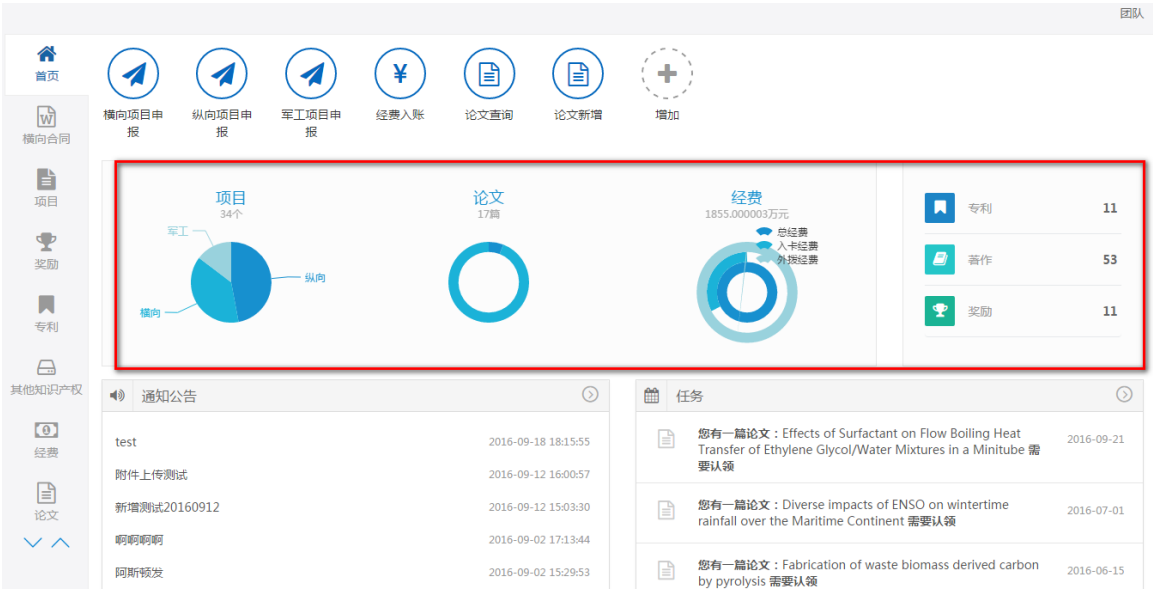 团队
首页
横向合同
项目
奖励
专利
其他知识产权
经费
论文
横向项目申
报
纵向项目申
报
军工项目申
报
¥
经费入账
论文查询
论文新增
增加
项目
34个
军工
纵向
横向
论文
17篇
经费
1855.000003万元
总经费
入卡经费
外拨经费
专利 11
著作 53
奖励 11
通知公告
test 2016-09-18 18:15:55
附件上传测试 2016-09-12 16:00:57
新增测试20160912 2016-09-12 15:03:30
啊啊啊啊 2016-09-02 17:13:44
阿斯顿发 2016-09-02 15:29:53
任务
您有一篇论文：Effects of Surfactant on Flow Boiling Heat
Transfer of Ethylene Glycol/Water Mixtures in a Minitube 需
要认领
2016-09-21
您有一篇论文：Diverse impacts of ENSO on wintertime
rainfall over the Maritime Continent 需要认领
2016-07-01
您有一篇论文：Fabrication of waste biomass derived carbon
by pyrolysis 需要认领
2016-06-15